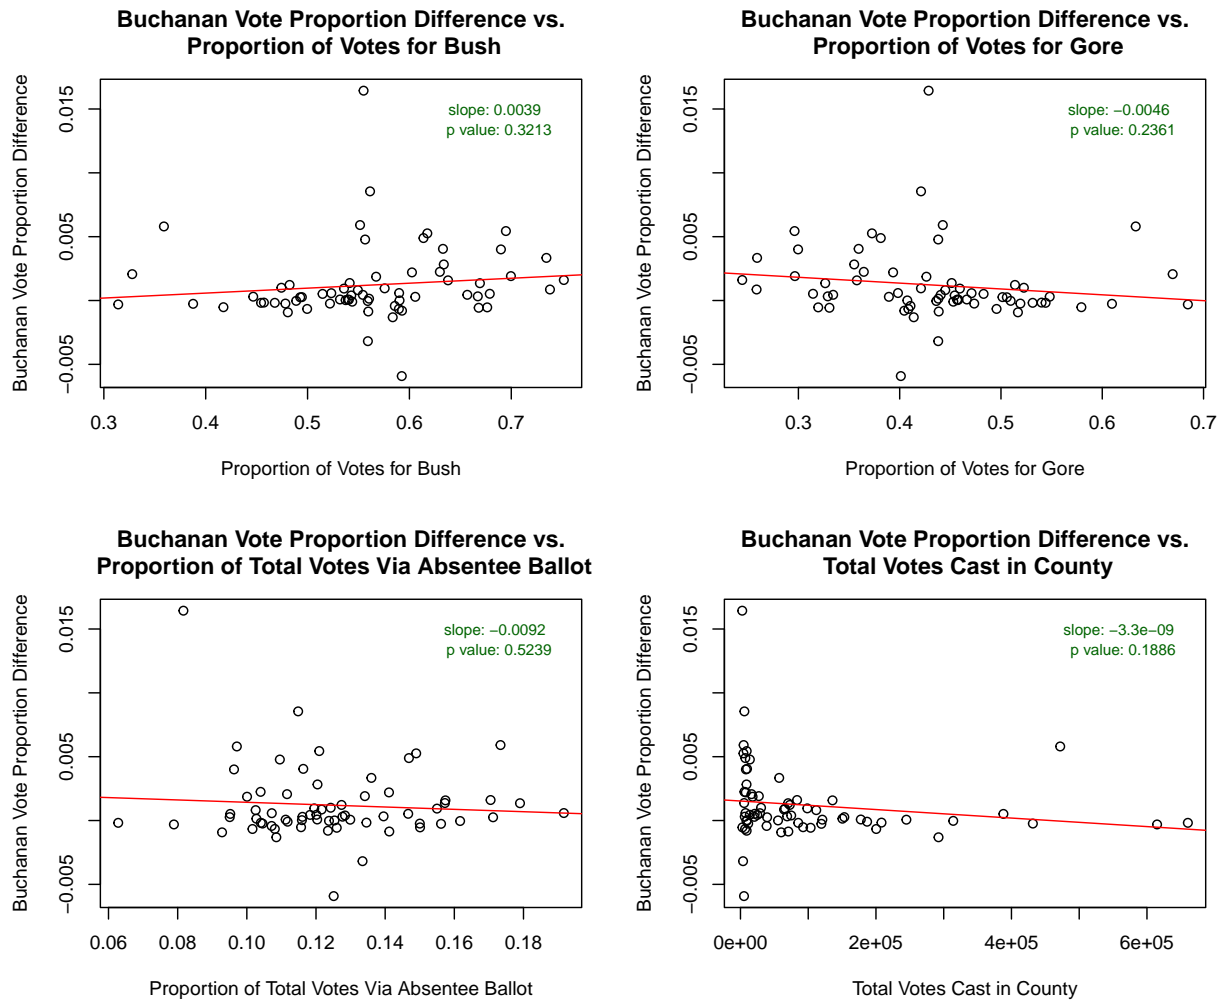 Buchanan Vote Proportion Difference vs.
Proportion of Votes for Bush
Buchanan Vote Proportion Difference
0.015
0.005
−0.005
slope: 0.0039
p value: 0.3213
0.3 0.4 0.5 0.6 0.7
Proportion of Votes for Bush
Buchanan Vote Proportion Difference vs.
Proportion of Votes for Gore
Buchanan Vote Proportion Difference
0.015
0.005
−0.005
slope: −0.0046
p value: 0.2361
0.3 0.4 0.5 0.6 0.7
Proportion of Votes for Gore
Buchanan Vote Proportion Difference vs.
Proportion of Total Votes Via Absentee Ballot
Buchanan Vote Proportion Difference
0.015
0.005
−0.005
slope: −0.0092
p value: 0.5239
0.06 0.08 0.10 0.12 0.14 0.16 0.18
Proportion of Total Votes Via Absentee Ballot
Buchanan Vote Proportion Difference vs.
Total Votes Cast in County
Buchanan Vote Proportion Difference
0.015
0.005
−0.005
slope: −3.3e−09
p value: 0.1886
0e+00 2e+05 4e+05 6e+05
Total Votes Cast in County